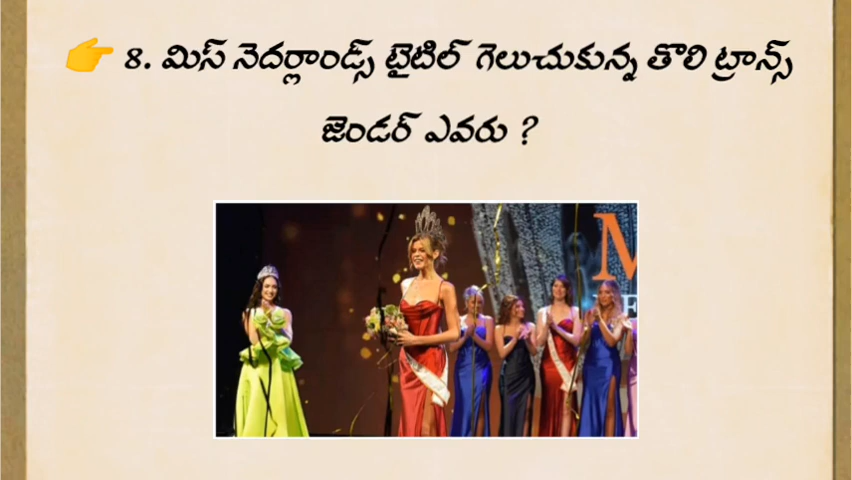 👉 8. మిస్ నెదర్లాండ్స్ టైటిల్ గెలుచుకున్న తొలి ట్రాన్స్
జెండర్ ఎవరు ?
M